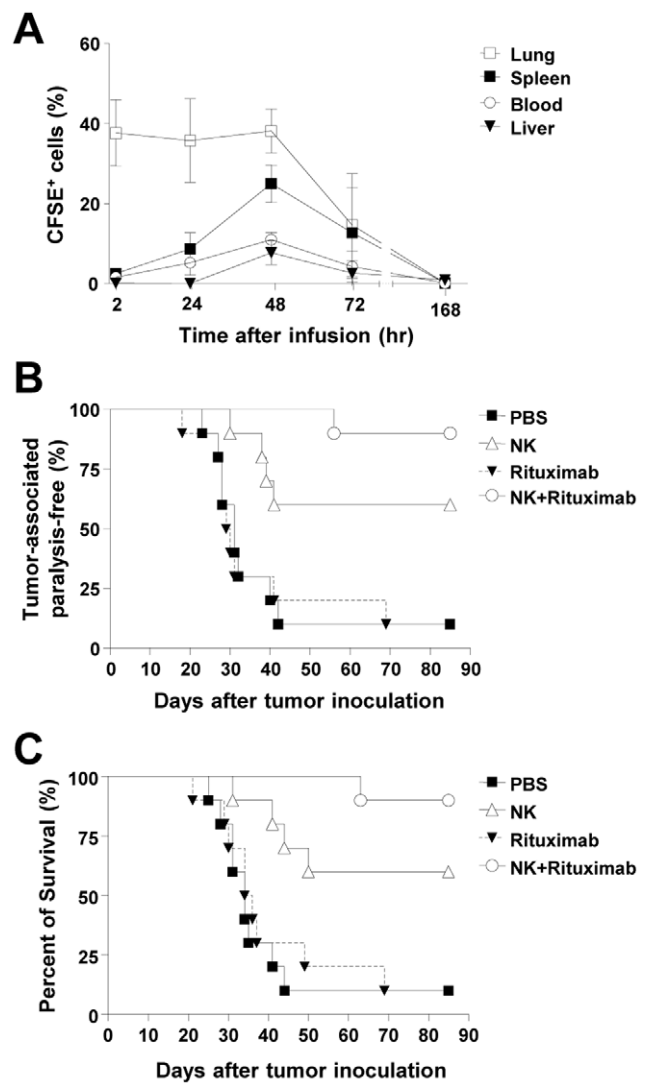 A
60
40
20
0
CFSE+ cells (%)
2 24 48 72 168
Time after infusion (hr)
Lung
Spleen
Blood
Liver
B
100
75
50
25
0
Tumor-associated
paralysis-free (%)
0 10 20 30 40 50 60 70 80 90
Days after tumor inoculation
PBS
NK
Rituximab
NK+Rituximab
C
100
75
50
25
0
Percent of Survival (%)
0 10 20 30 40 50 60 70 80 90
Days after tumor inoculation
PBS
NK
Rituximab
NK+Rituximab